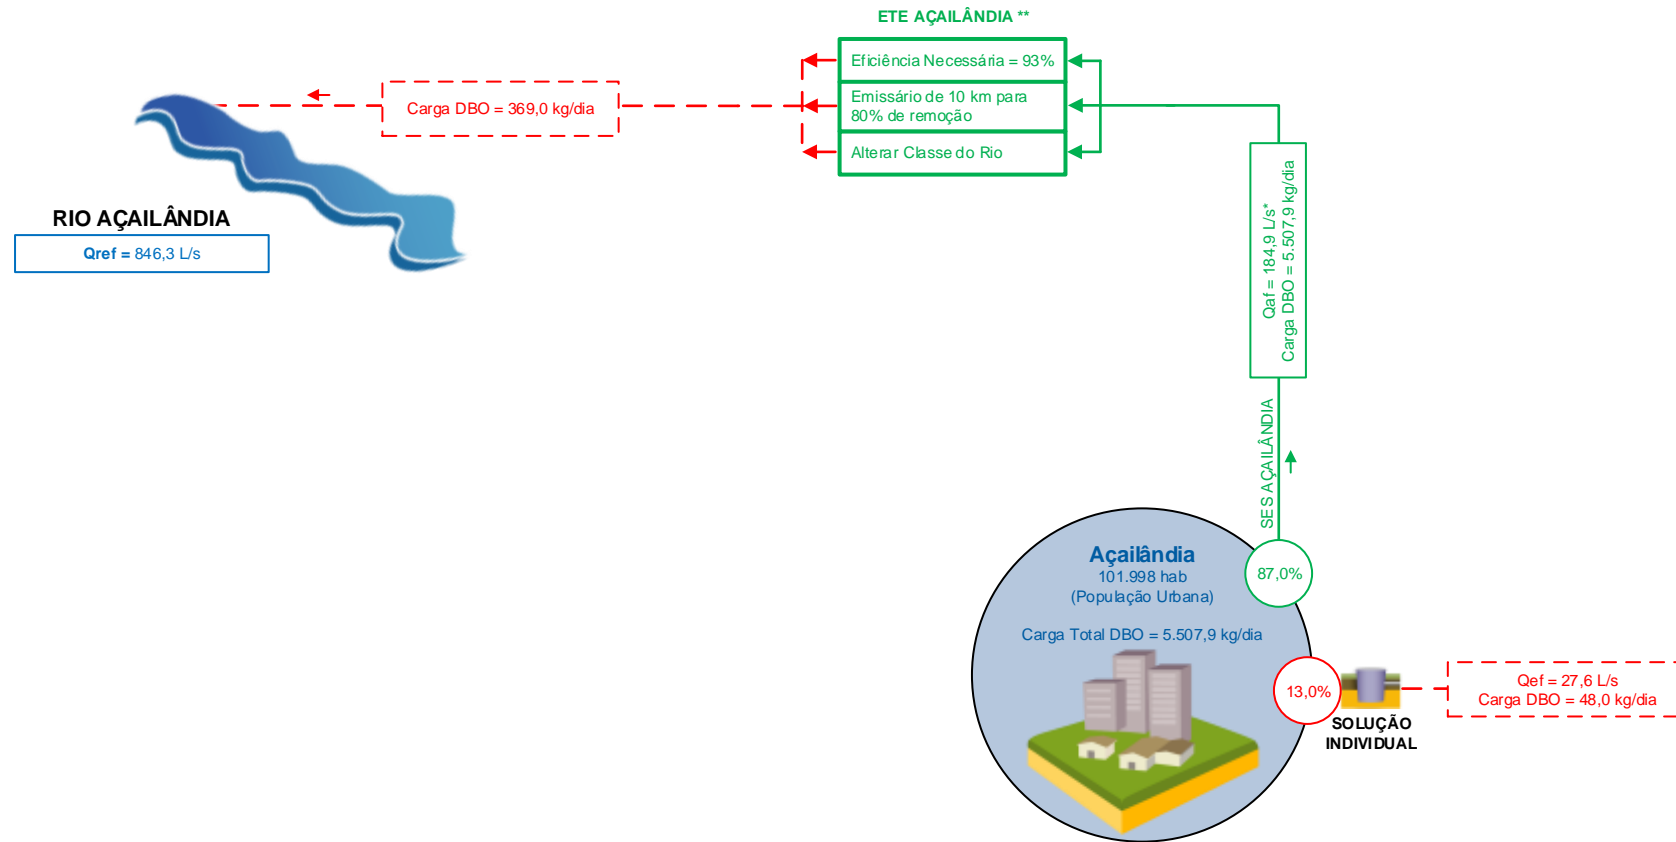 ETE AÇAILÂNDIA **
Eficiência Necessária = 93%
Emissário de 10 km para
80% de remoção
Alterar Classe do Rio
Carga DBO = 369,0 kg/dia
RIO AÇAILÂNDIA
Qref = 846,3 L/s
Qaf = 184,9 L/s*
Carga DBO = 5.507,9 kg/dia
SES AÇAILÂNDIA
Açailândia
101.998 hab
(População Urbana)
Carga Total DBO = 5.507,9 kg/dia
87,0%
13,0%
SOLUÇÃO
INDIVIDUAL
Qef = 27,6 L/s
Carga DBO = 48,0 kg/dia